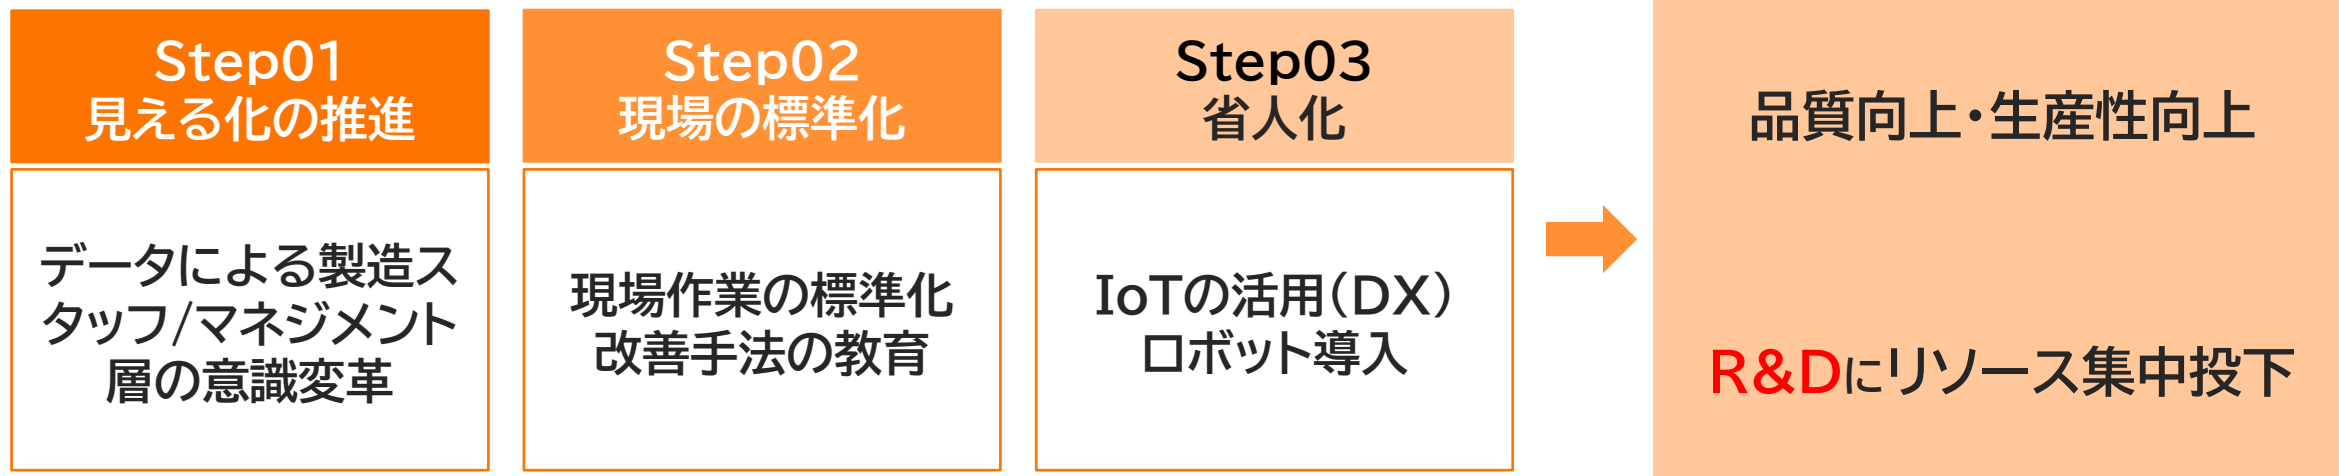 Step01
見える化の推進
データによる製造ス
タッフ/マネジメント
層の意識変革
Step02
現場の標準化
現場作業の標準化
改善手法の教育
Step03
省人化
IoTの活用(DX)
ロボット導入
品質向上・生産性向上
R&Dにリソース集中投下